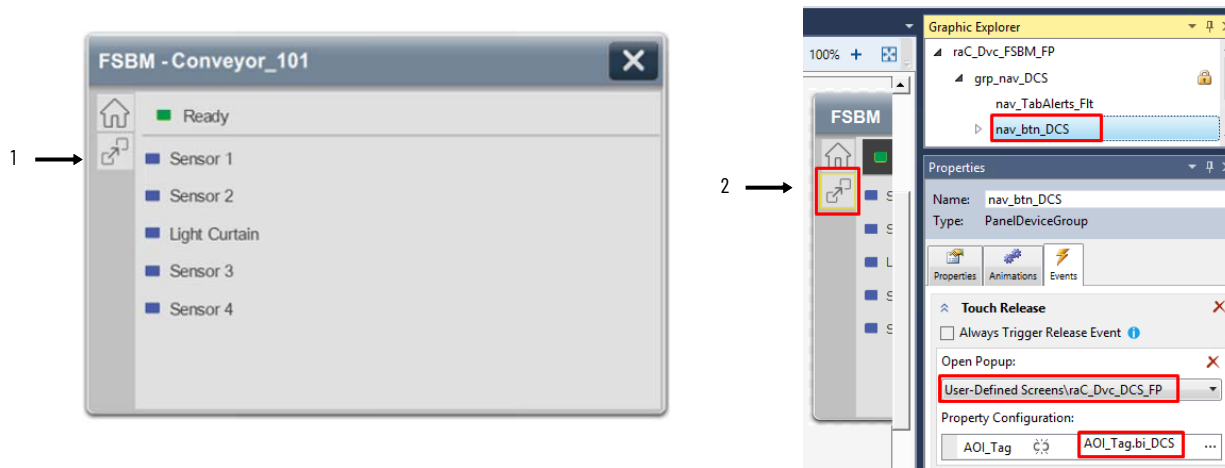 FSBM - Conveyor_101
Ready
1
Sensor 1
Sensor 2
Light Curtain
Sensor 3
Sensor 4
2
100%
FSBM
S
S
L
S
S
Graphic Explorer
raC_Dvc_FSBM_FP
grp_nav_DCS
nav_TabAlerts_Flt
nav_btn_DCS
Properties
Name: nav_btn_DCS
Type: PanelDeviceGroup
Properties Animations Events
Touch Release
Always Trigger Release Event
Open Popup:
User-Defined Screens\raC_Dvc_DCS_FP
Property Configuration:
AOI_Tag AOI_Tag.bi_DCS ...